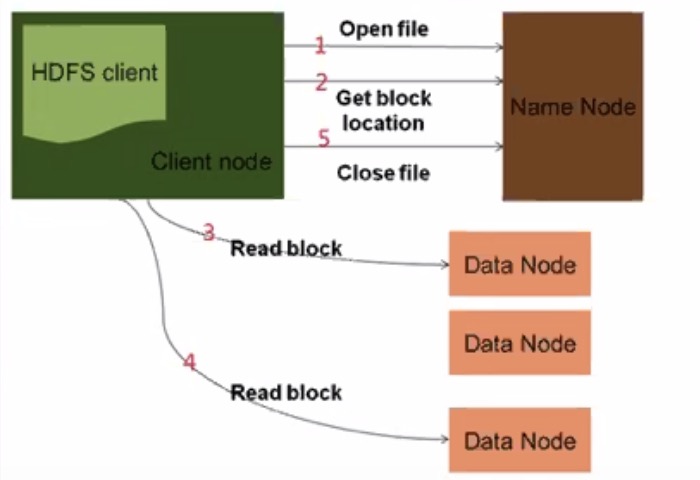 HDFS client
Client node
1
Open file
2
Get block
location
5
Close file
Name Node
3
Read block
Data Node
Data Node
4
Read block
Data Node